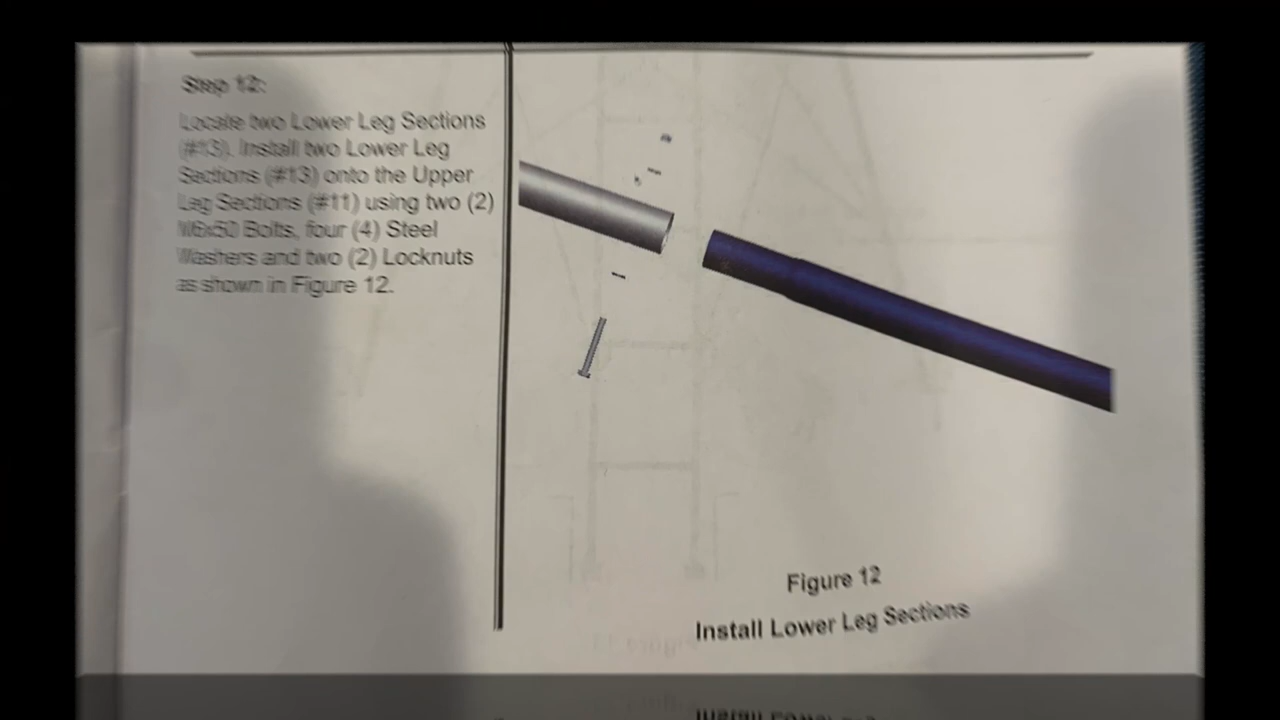 Step 12:
Locate two Lower Leg Sections
(#13). Install two Lower Leg
Sections (#13) onto the Upper
Leg Sections (#11) using two (2)
M6x50 Bolts, four (4) Steel
Washers and two (2) Locknuts
as shown in Figure 12.
Figure 12
Install Lower Leg Sections